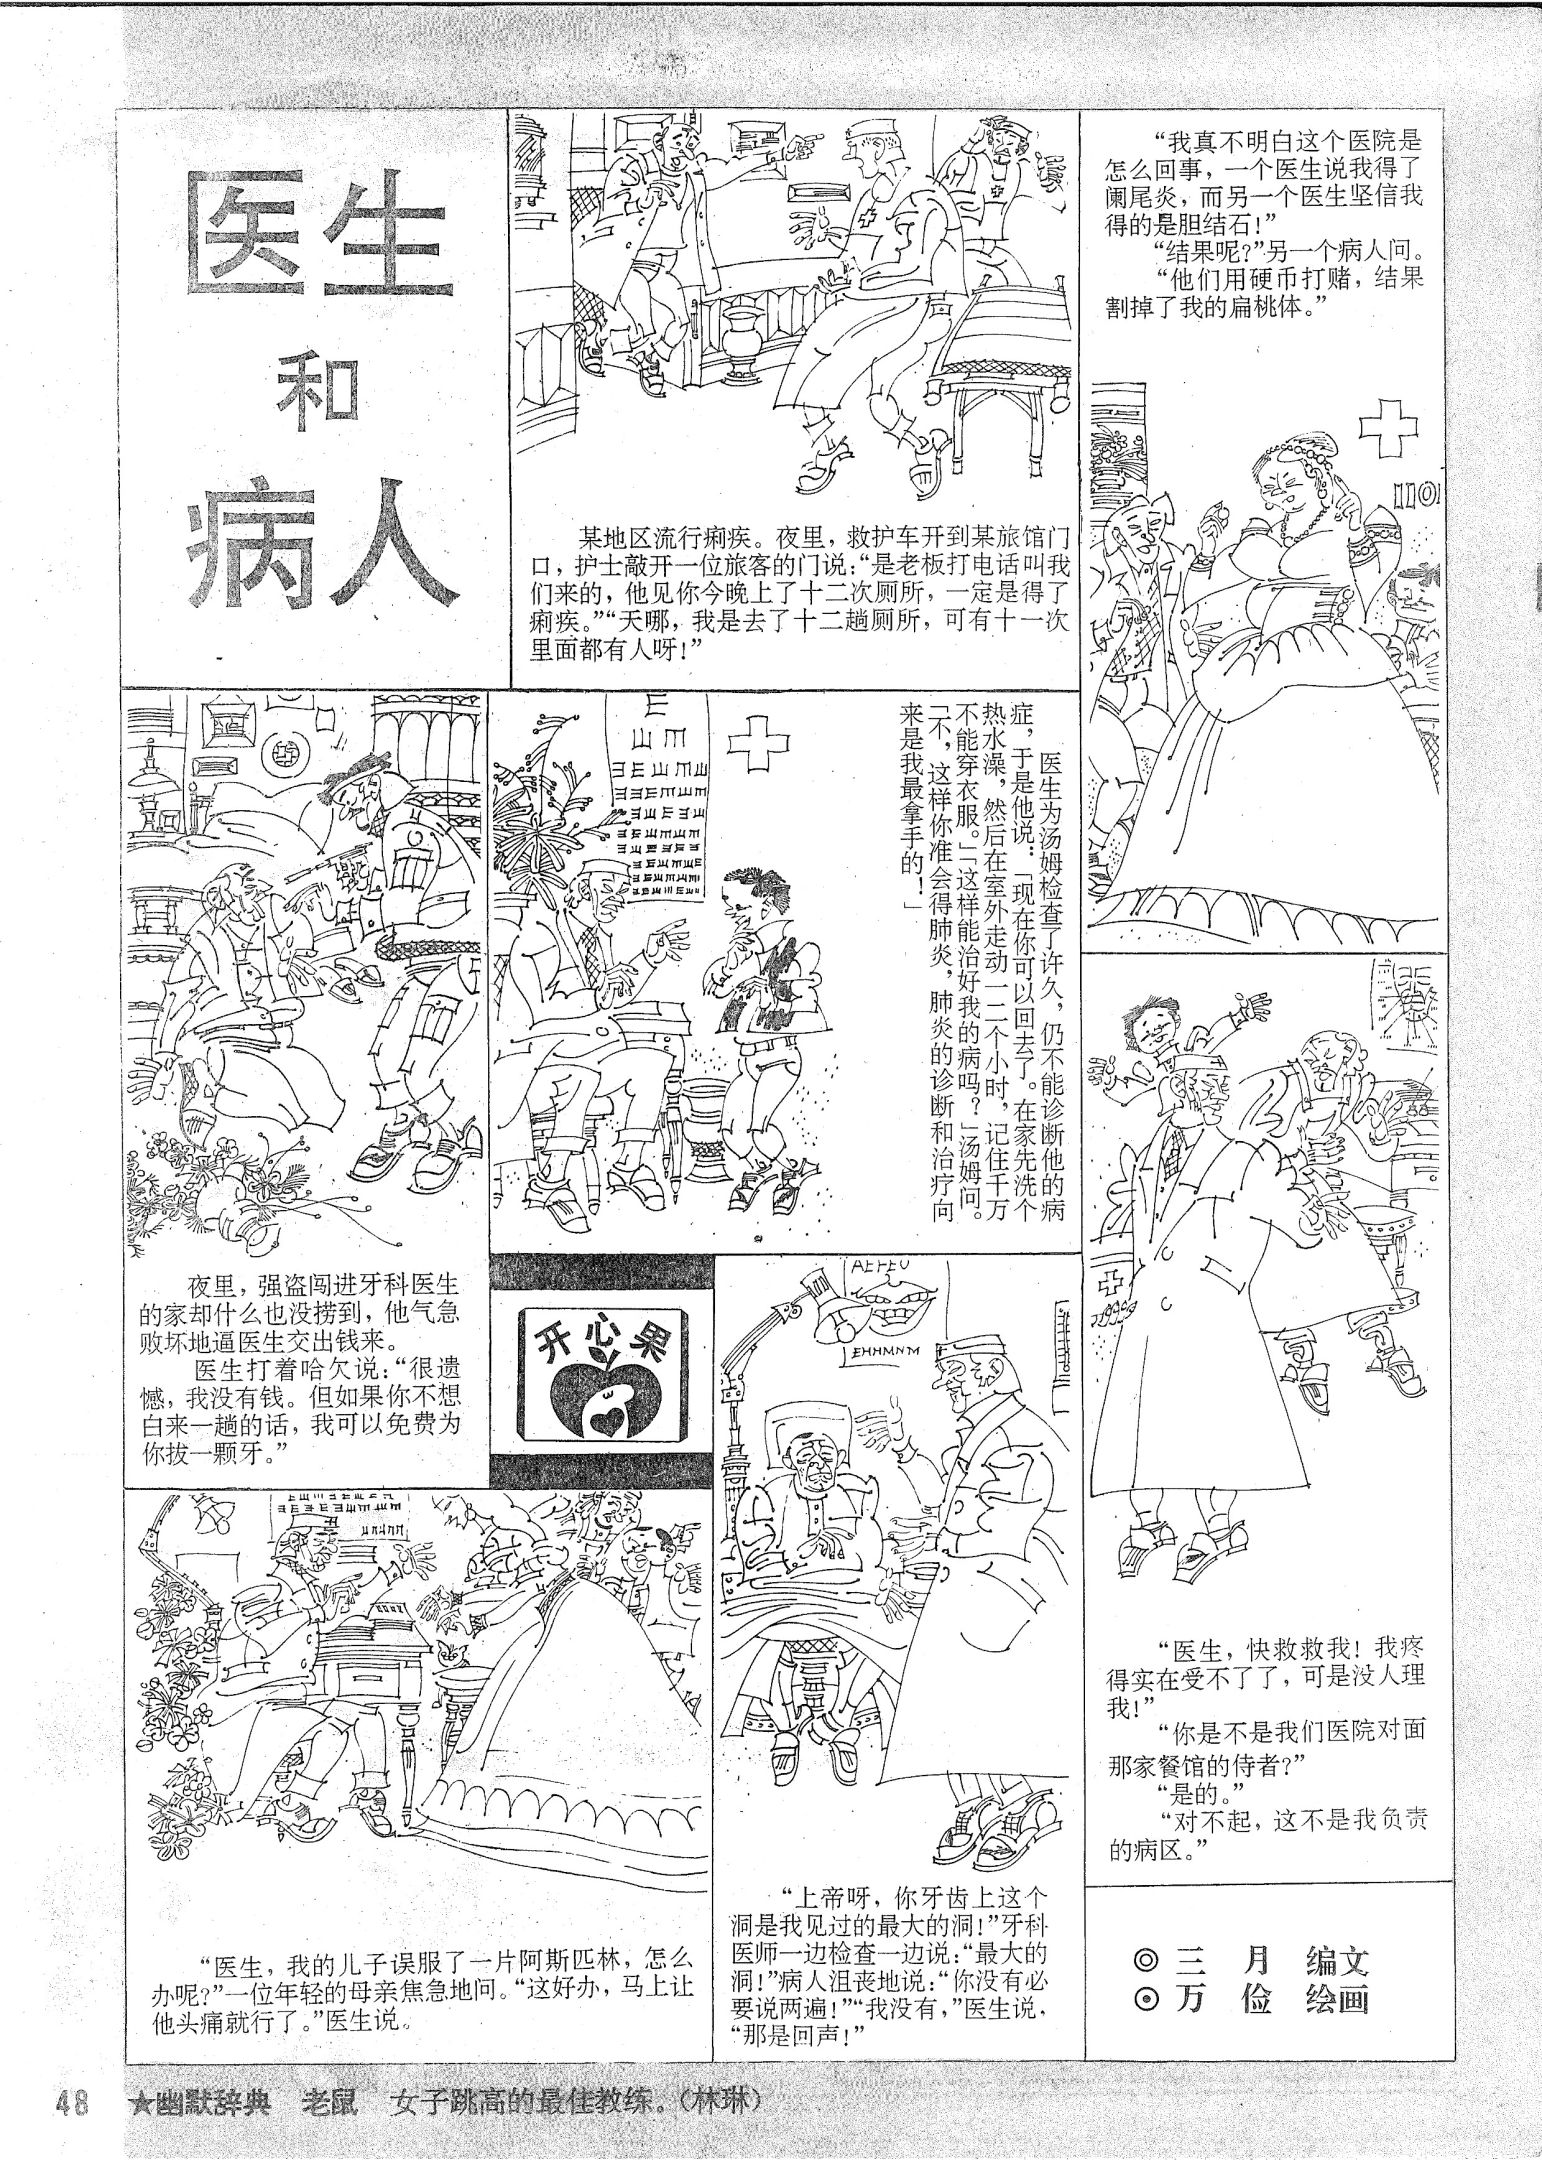 医生
和
病人
某地区流行痢疾。夜里，救护车开到某旅馆门
口，护士敲开一位旅客的门说：“是老板打电话叫我
们来的，他见你今晚上了十二次厕所，一定是得了
痢疾。”“天哪，我是去了十二趟厕所，可有十一次
里面都有人呀！”
“我真不明白这个医院是
怎么回事，一个医生说我得了
阑尾炎，而另一个医生坚信我
得的是胆结石！”
“结果呢？”另一个病人问。
“他们用硬币打赌，结果
割掉了我的扁桃体。”
110
夜里，强盗闯进牙科医生
的家却什么也没捞到，他气急
败坏地逼医生交出钱来。
医生打着哈欠说：“很遗
憾，我没有钱。但如果你不想
白来一趟的话，我可以免费为
你拔一颗牙。”
医生为汤姆检查了许久，仍不能诊断他的病
症，于是他说：「现在你可以回去了。在家先洗个
热水澡，然后在室外走动一二个小时，记住千万
不能穿衣服。」「这样能治好我的病吗？」汤姆问。
「不，这样你准会得肺炎，肺炎的诊断和治疗向
来是我最拿手的！」
开心果
AEFEU
EHHMNM
“医生，快救救我！我疼
得实在受不了了，可是没人理
我！”
“你是不是我们医院对面
那家餐馆的侍者？”
“是的。”
“对不起，这不是我负责
的病区。”
“医生，我的儿子误服了一片阿斯匹林，怎么
办呢？”一位年轻的母亲焦急地问。“这好办，马上让
他头痛就行了。”医生说。
“上帝呀，你牙齿上这个
洞是我见过的最大的洞！”牙科
医师一边检查一边说：“最大的
洞！”病人沮丧地说：“你没有必
要说两遍！”“我没有，”医生说，
“那是回声！”
◎三 月 编文
⊙万 俭 绘画
48 ★幽默辞典 老鼠 女子跳高的最佳教练。（林琳）